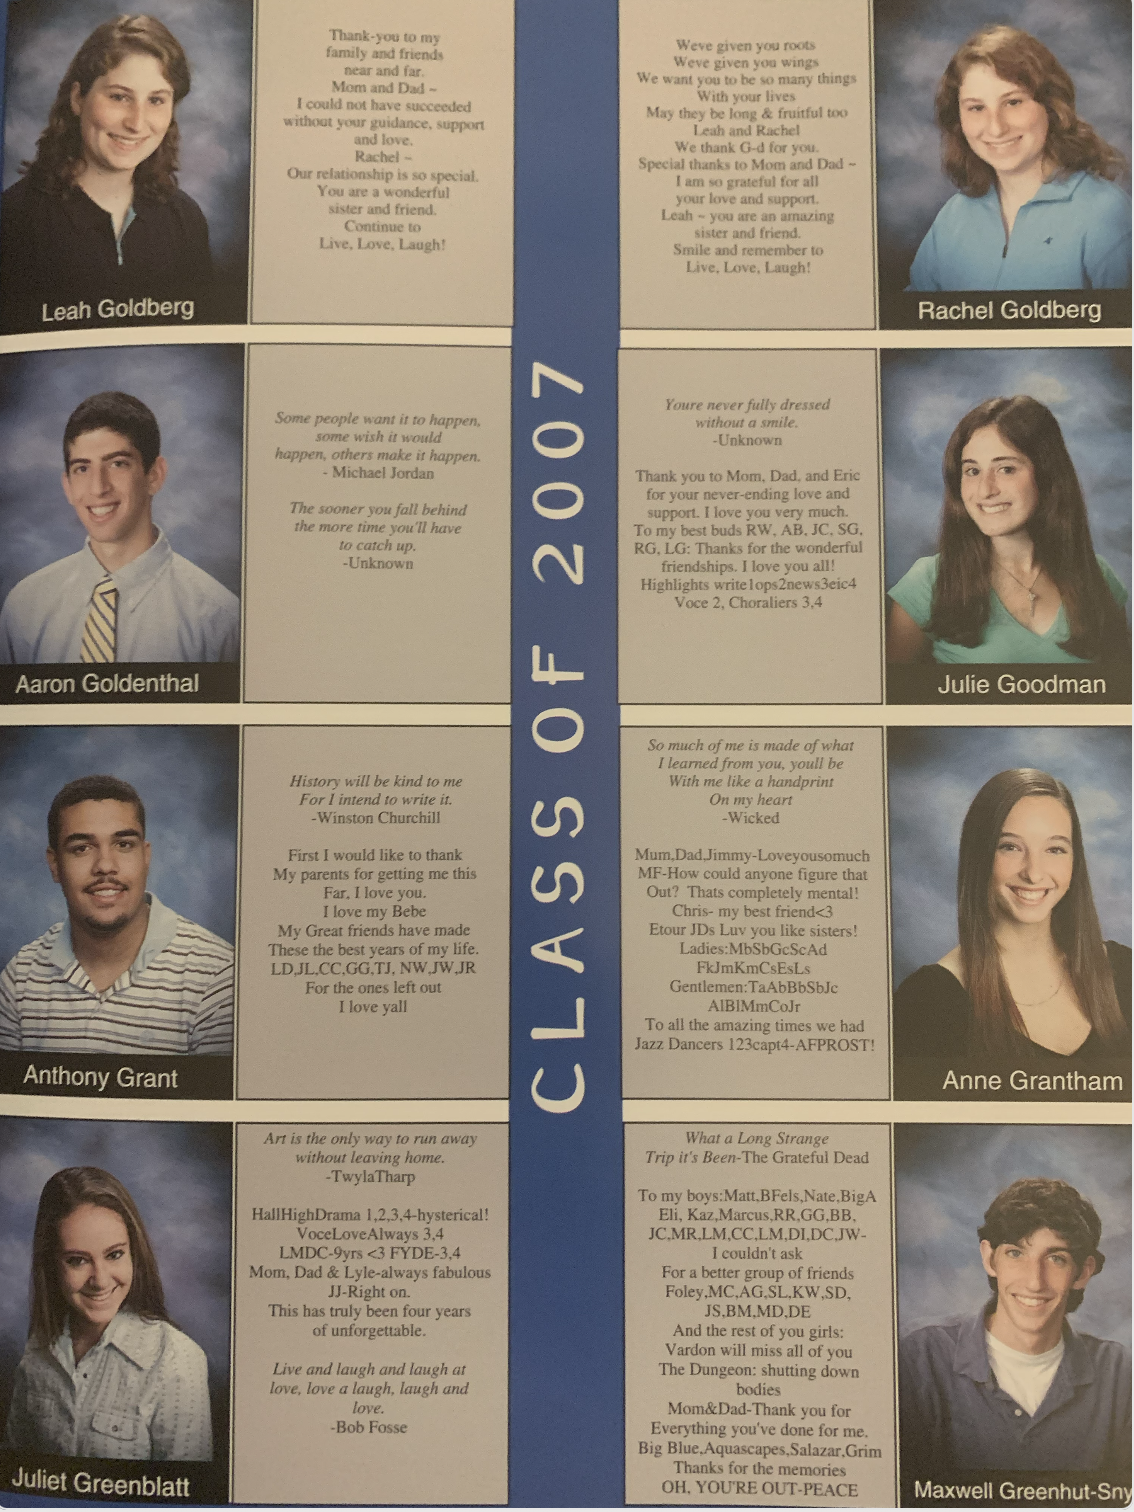 Thank-you to my
family and friends
near and far.
Mom and Dad ~
I could not have succeeded
without your guidance, support
and love.
Rachel ~
Our relationship is so special.
You are a wonderful
sister and friend.
Continue to
Live, Love, Laugh!
Leah Goldberg
Weve given you roots
Weve given you wings
We want you to be so many things
With your lives
May they be long & fruitful too
Leah and Rachel
We thank G-d for you.
Special thanks to Mom and Dad ~
I am so grateful for all
your love and support.
Leah ~ you are an amazing
sister and friend.
Smile and remember to
Live, Love, Laugh!
Rachel Goldberg
CLASS OF 2007
Some people want it to happen,
some wish it would
happen, others make it happen.
- Michael Jordan
The sooner you fall behind
the more time you'll have
to catch up.
-Unknown
Aaron Goldenthal
Youre never fully dressed
without a smile.
-Unknown
Thank you to Mom, Dad, and Eric
for your never-ending love and
support. I love you very much.
To my best buds RW, AB, JC, SG,
RG, LG: Thanks for the wonderful
friendships. I love you all!
Highlights write1ops2news3eic4
Voce 2, Choraliers 3,4
Julie Goodman
History will be kind to me
For I intend to write it.
-Winston Churchill
First I would like to thank
My parents for getting me this
Far, I love you.
I love my Bebe
My Great friends have made
These the best years of my life.
LD,JL,CC,GG,TJ, NW,JW,JR
For the ones left out
I love yall
Anthony Grant
So much of me is made of what
I learned from you, youll be
With me like a handprint
On my heart
-Wicked
Mum,Dad,Jimmy-Loveyousomuch
MF-How could anyone figure that
Out? Thats completely mental!
Chris- my best friend<3
Etour JDs Luv you like sisters!
Ladies:MbSbGcScAd
FkJmKmCsEsLs
Gentlemen:TaAbBbSbJc
AlBlMmCoJr
To all the amazing times we had
Jazz Dancers 123capt4-AFPROST!
Anne Grantham
Art is the only way to run away
without leaving home.
-TwylaTharp
HallHighDrama 1,2,3,4-hysterical!
VoceLoveAlways 3,4
LMDC-9yrs <3 FYDE-3,4
Mom, Dad & Lyle-always fabulous
JJ-Right on.
This has truly been four years
of unforgettable.
Live and laugh and laugh at
love, love a laugh, laugh and
love.
-Bob Fosse
Juliet Greenblatt
What a Long Strange
Trip it's Been-The Grateful Dead
To my boys:Matt,BFels,Nate,BigA
Eli, Kaz,Marcus,RR,GG,BB,
JC,MR,LM,CC,LM,DI,DC,JW-
I couldn't ask
For a better group of friends
Foley,MC,AG,SL,KW,SD,
JS,BM,MD,DE
And the rest of you girls:
Vardon will miss all of you
The Dungeon: shutting down
bodies
Mom&Dad-Thank you for
Everything you've done for me.
Big Blue,Aquascapes,Salazar,Grim
Thanks for the memories
OH, YOU'RE OUT-PEACE
Maxwell Greenhut-Sny